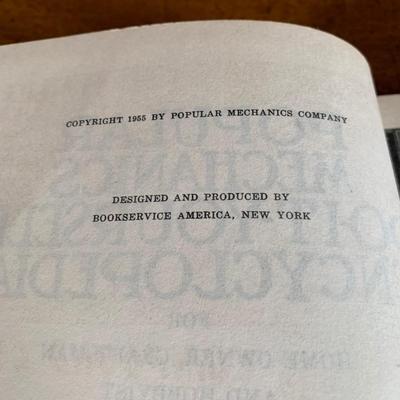 COPYRIGHT 1955 BY POPULAR MECHANICS COMPANY
DESIGNED AND PRODUCED BY
BOOKSERVICE AMERICA, NEW YORK